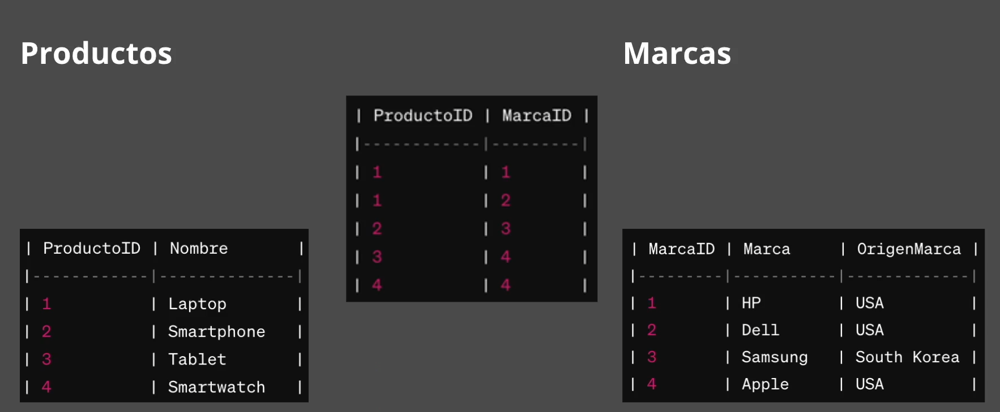 Productos
| ProductoID | Nombre |
|------------|--------------|
| 1 | Laptop |
| 2 | Smartphone |
| 3 | Tablet |
| 4 | Smartwatch |
| ProductoID | MarcaID |
|------------|---------|
| 1 | 1 |
| 1 | 2 |
| 2 | 3 |
| 3 | 4 |
| 4 | 4 |
Marcas
| MarcaID | Marca | OrigenMarca |
|---------|-----------|-------------|
| 1 | HP | USA |
| 2 | Dell | USA |
| 3 | Samsung | South Korea |
| 4 | Apple | USA |